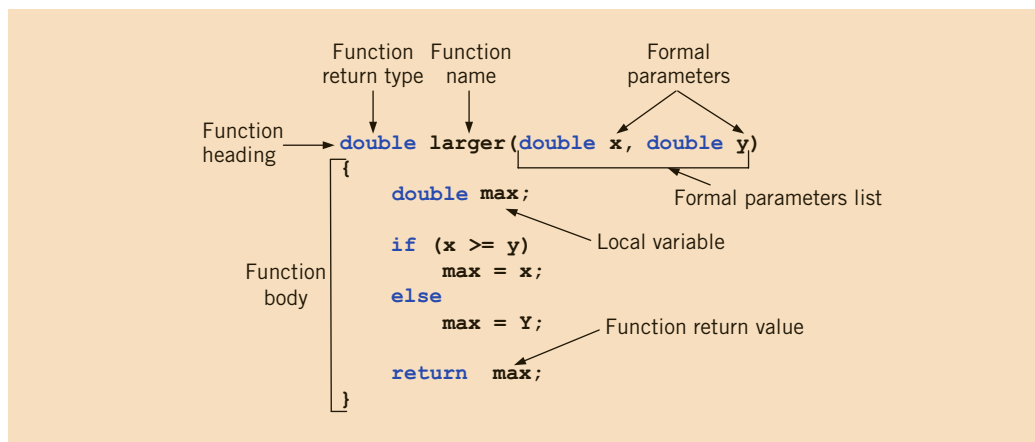 Function return type
Function name
Formal parameters
Function heading
double larger(double x, double y)
{
Formal parameters list
double max;
Local variable
if (x >= y)
max = x;
Function body
else
max = Y;
Function return value
return max;
}